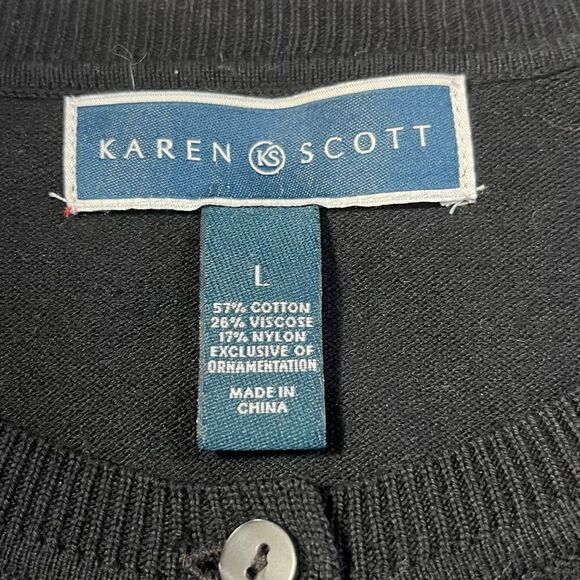 KAREN KS SCOTT
L
57% COTTON
26% VISCOSE
17% NYLON
EXCLUSIVE OF
ORNAMENTATION
MADE IN
CHINA